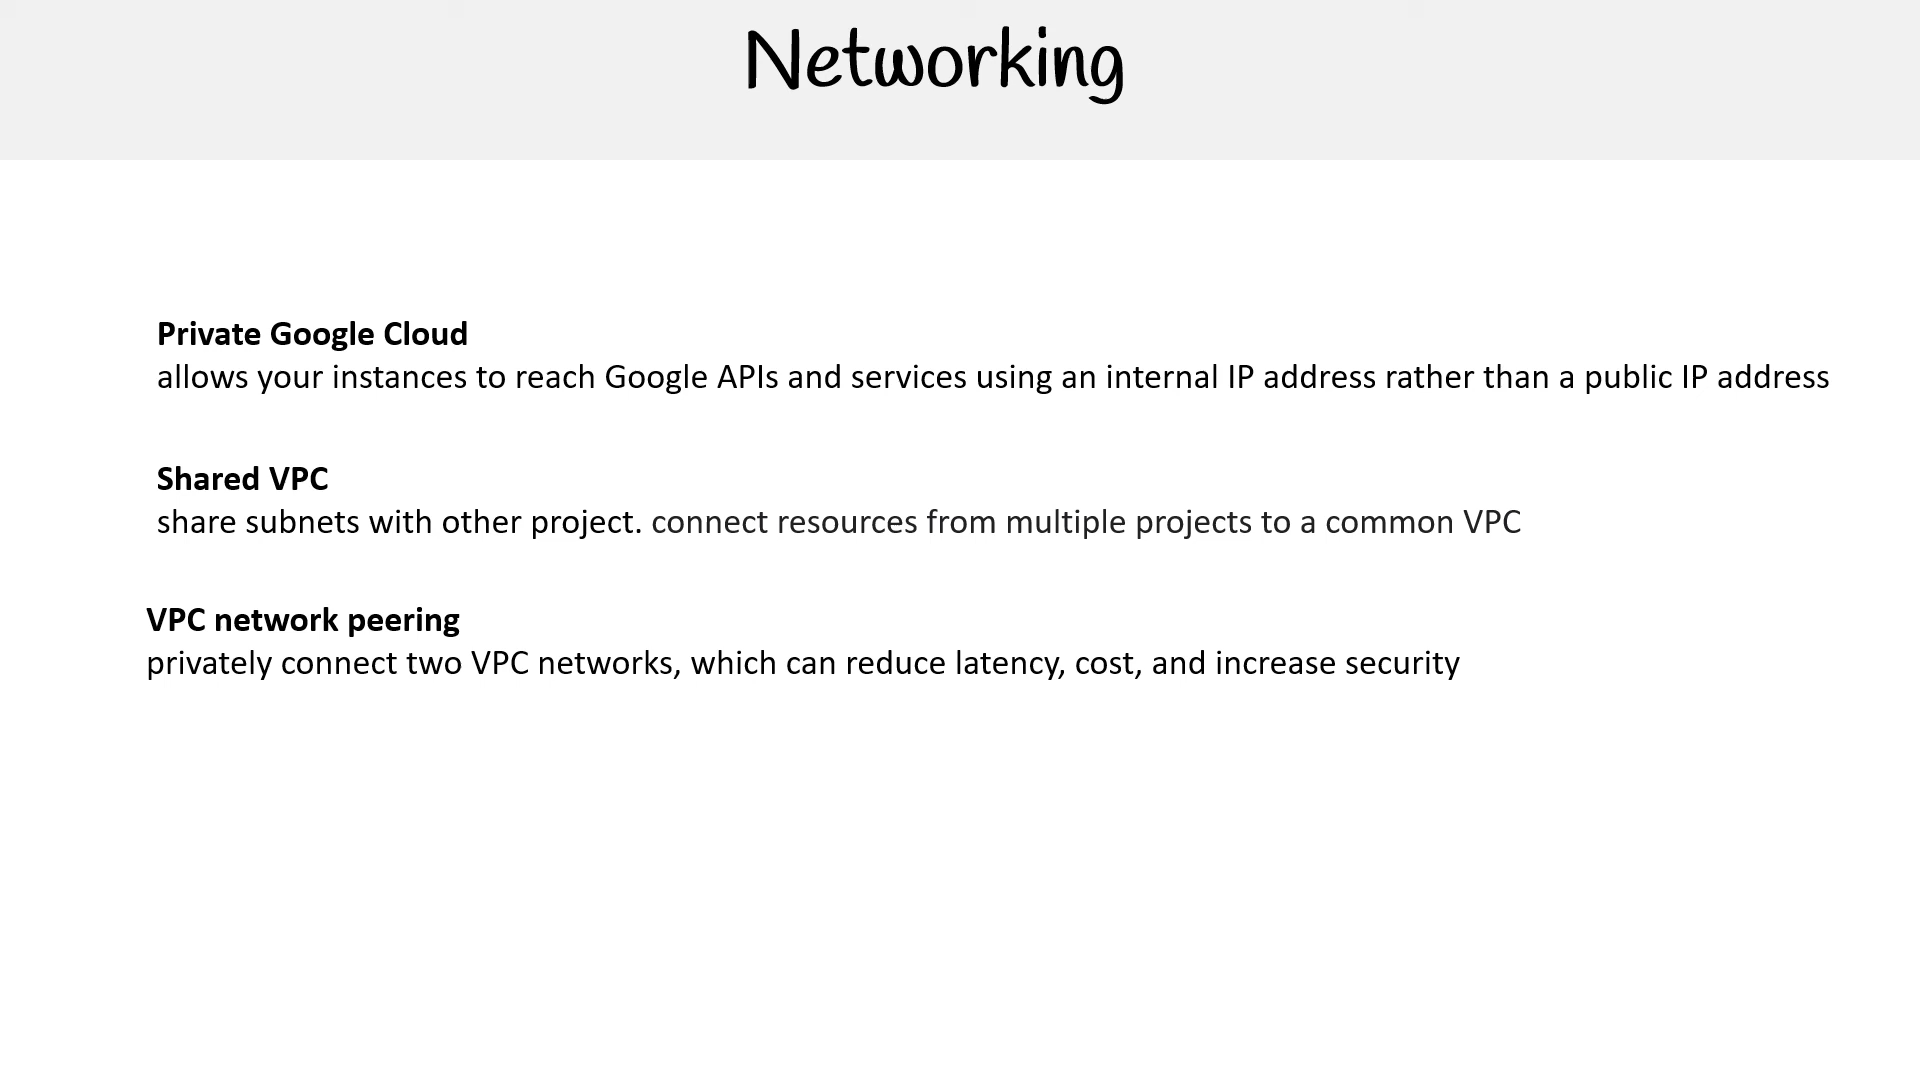 Networking
Private Google Cloud
allows your instances to reach Google APIs and services using an internal IP address rather than a public IP address
Shared VPC
share subnets with other project. connect resources from multiple projects to a common VPC
VPC network peering
privately connect two VPC networks, which can reduce latency, cost, and increase security